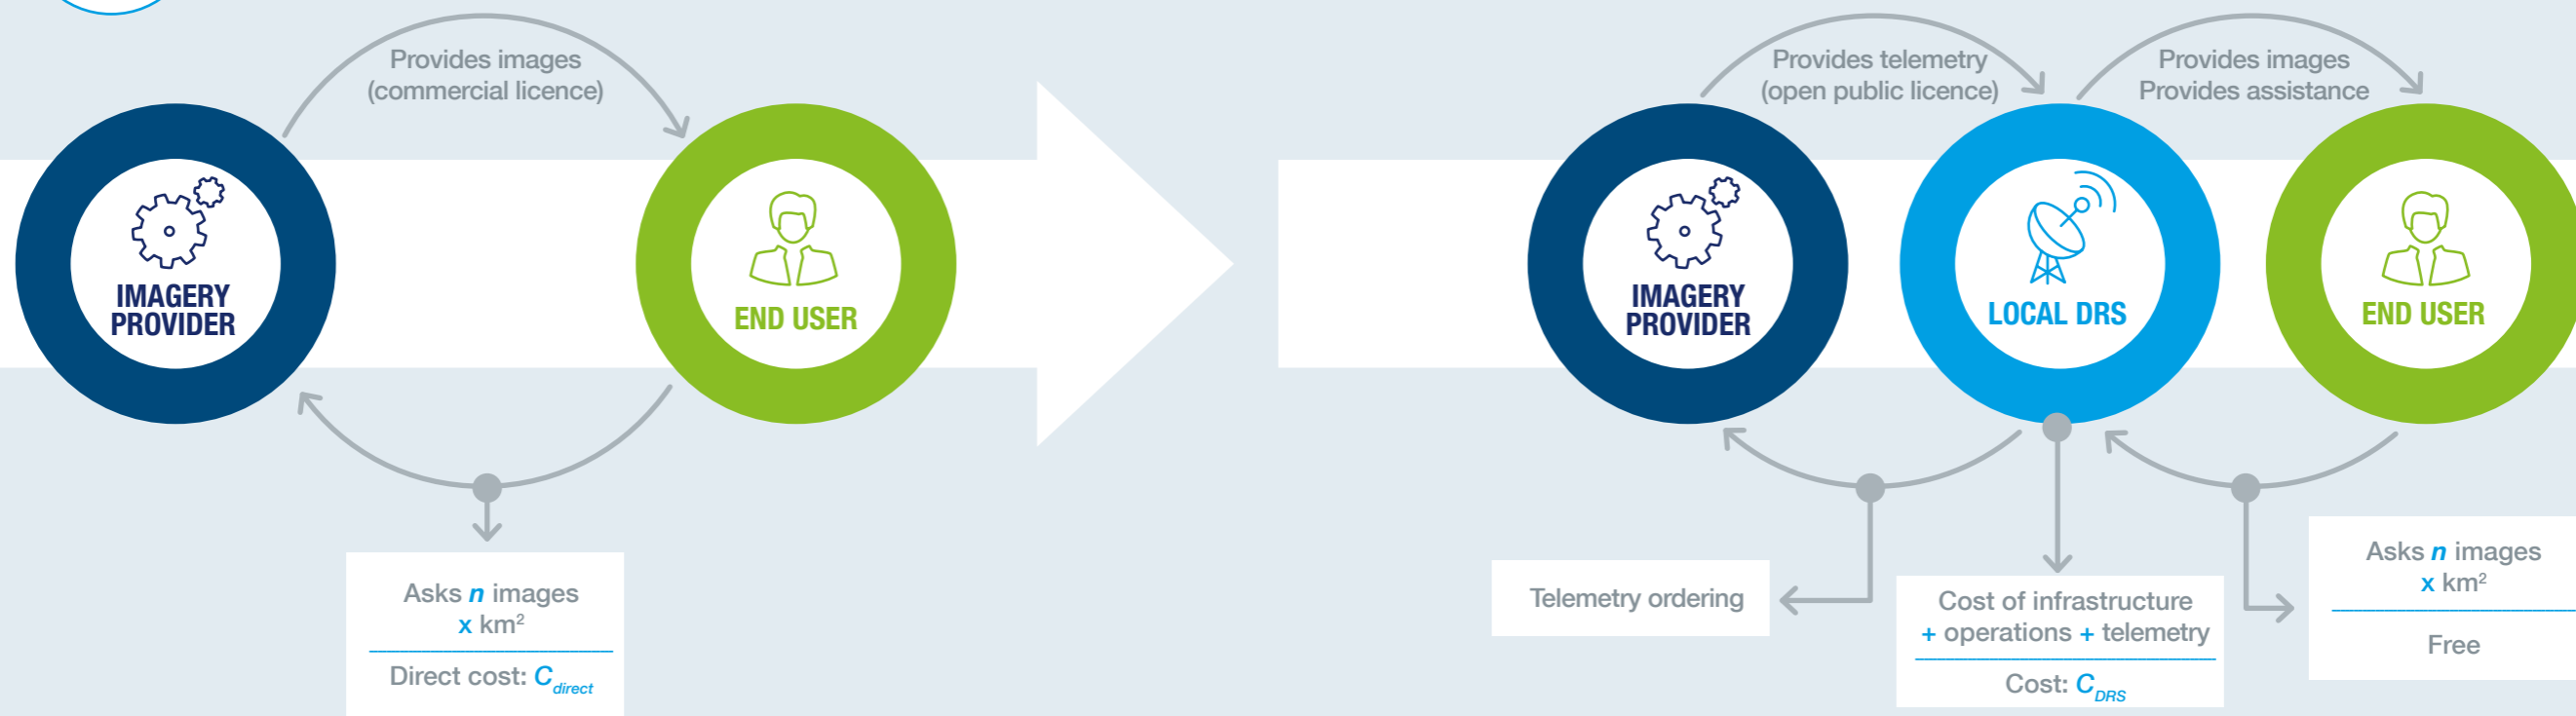 Provides images
(commercial licence)
IMAGERY
PROVIDER
END USER
Asks n images
x km²
Direct cost: C_direct
Provides telemetry
(open public licence)
Provides images
Provides assistance
IMAGERY
PROVIDER
LOCAL DRS
END USER
Telemetry ordering
Cost of infrastructure
+ operations + telemetry
Cost: C_DRS
Asks n images
x km²
Free